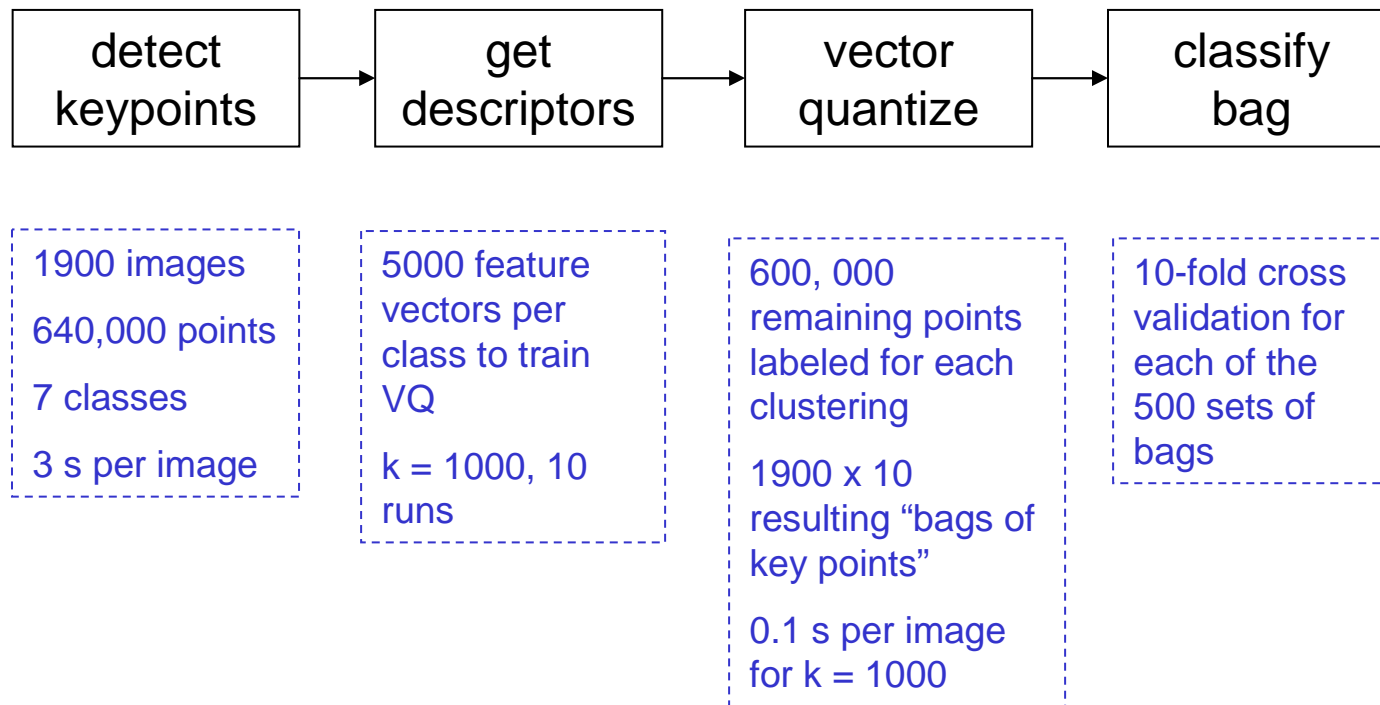 detect
keypoints
get
descriptors
vector
quantize
classify
bag
1900 images
640,000 points
7 classes
3 s per image
5000 feature
vectors per
class to train
VQ
k = 1000, 10
runs
600, 000
remaining points
labeled for each
clustering
1900 x 10
resulting “bags of
key points”
0.1 s per image
for k = 1000
10-fold cross
validation for
each of the
500 sets of
bags